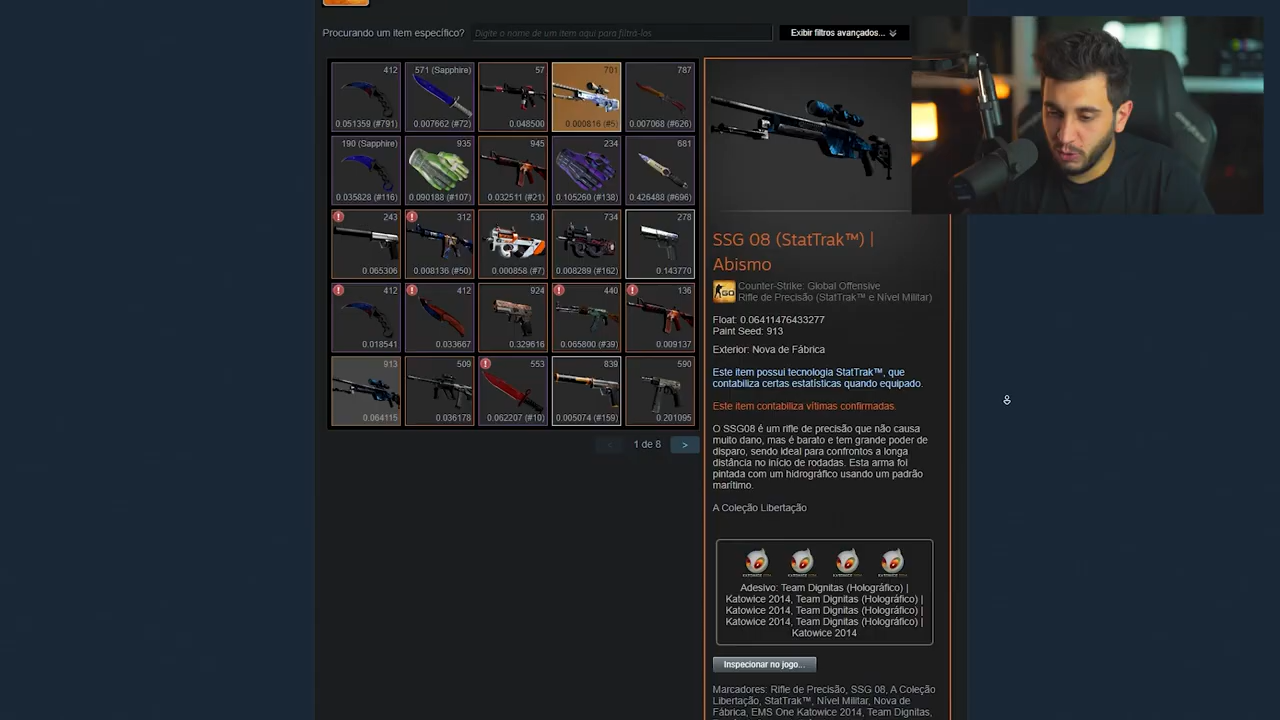 Procurando um item específico?
Digite o nome de um item aqui para filtrá-los
Exibir filtros avançados...
412
0.051359 (#791)
571 (Sapphire)
0.007662 (#72)
57
0.048500
701
0.000816 (#5)
787
0.007068 (#626)
190 (Sapphire)
0.035828 (#116)
935
0.090188 (#107)
945
0.032511 (#21)
234
0.105260 (#138)
681
0.426488 (#696)
243
0.065306
312
0.008136 (#50)
530
0.000858 (#7)
734
0.008289 (#162)
278
0.143770
412
0.018541
412
0.033667
924
0.329616
440
0.065800 (#39)
136
0.009137
913
0.064115
509
0.036178
553
0.062207 (#10)
839
0.005074 (#159)
590
0.201095
<
1 de 8
>
SSG 08 (StatTrak™) |
Abismo
Counter-Strike: Global Offensive
Rifle de Precisão (StatTrak™ e Nível Militar)
Float: 0.06411476433277
Paint Seed: 913
Exterior: Nova de Fábrica
Este item possui tecnologia StatTrak™, que
contabiliza certas estatísticas quando equipado.
Este item contabiliza vítimas confirmadas.
O SSG08 é um rifle de precisão que não causa
muito dano, mas é barato e tem grande poder de
disparo, sendo ideal para confrontos a longa
distância no início de rodadas. Esta arma foi
pintada com um hidrográfico usando um padrão
marítimo.
A Coleção Libertação
Adesivo: Team Dignitas (Holográfico) |
Katowice 2014, Team Dignitas (Holográfico) |
Katowice 2014, Team Dignitas (Holográfico) |
Katowice 2014, Team Dignitas (Holográfico) |
Katowice 2014
Inspecionar no jogo...
Marcadores: Rifle de Precisão, SSG 08, A Coleção
Libertação, StatTrak™, Nível Militar, Nova de
Fábrica, EMS One Katowice 2014, Team Dignitas,